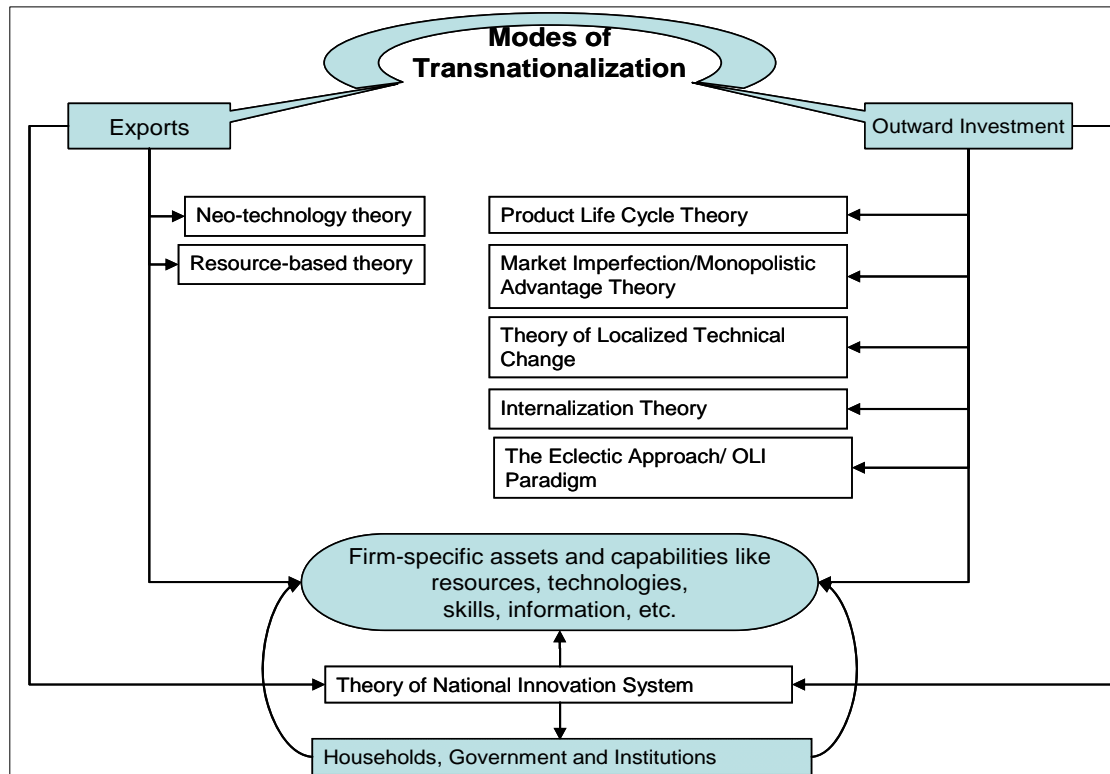 Modes of
Transnationalization
Exports
Outward Investment
Neo-technology theory
Resource-based theory
Product Life Cycle Theory
Market Imperfection/Monopolistic
Advantage Theory
Theory of Localized Technical
Change
Internalization Theory
The Eclectic Approach/ OLI
Paradigm
Firm-specific assets and capabilities like
resources, technologies,
skills, information, etc.
Theory of National Innovation System
Households, Government and Institutions